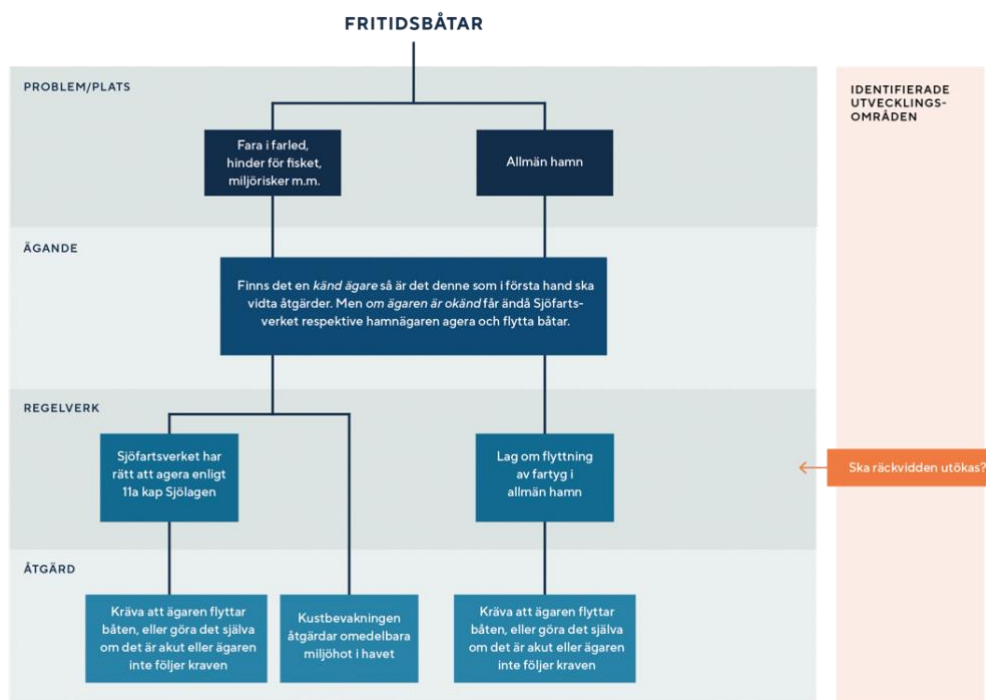 FRITIDSBÅTAR
PROBLEM/PLATS
IDENTIFIERADE
UTVECKLINGS-
OMRÅDEN
Fara i farled,
hinder för fisket,
miljörisker m.m.
Allmän hamn
ÄGANDE
Finns det en känd ägare så är det denne som i första hand ska
vidta åtgärder. Men om ägaren är okänd får ändå Sjöfarts-
verket respektive hamnägaren agera och flytta båtar.
REGELVERK
Sjöfartsverket har
rätt att agera enligt
11a kap Sjölagen
Lag om flyttning
av fartyg i
allmän hamn
Ska räckvidden utökas?
ÅTGÄRD
Kräva att ägaren flyttar
båten, eller göra det själva
om det är akut eller ägaren
inte följer kraven
Kustbevakningen
åtgärdar omedelbara
miljöhot i havet
Kräva att ägaren flyttar
båten, eller göra det själva
om det är akut eller ägaren
inte följer kraven